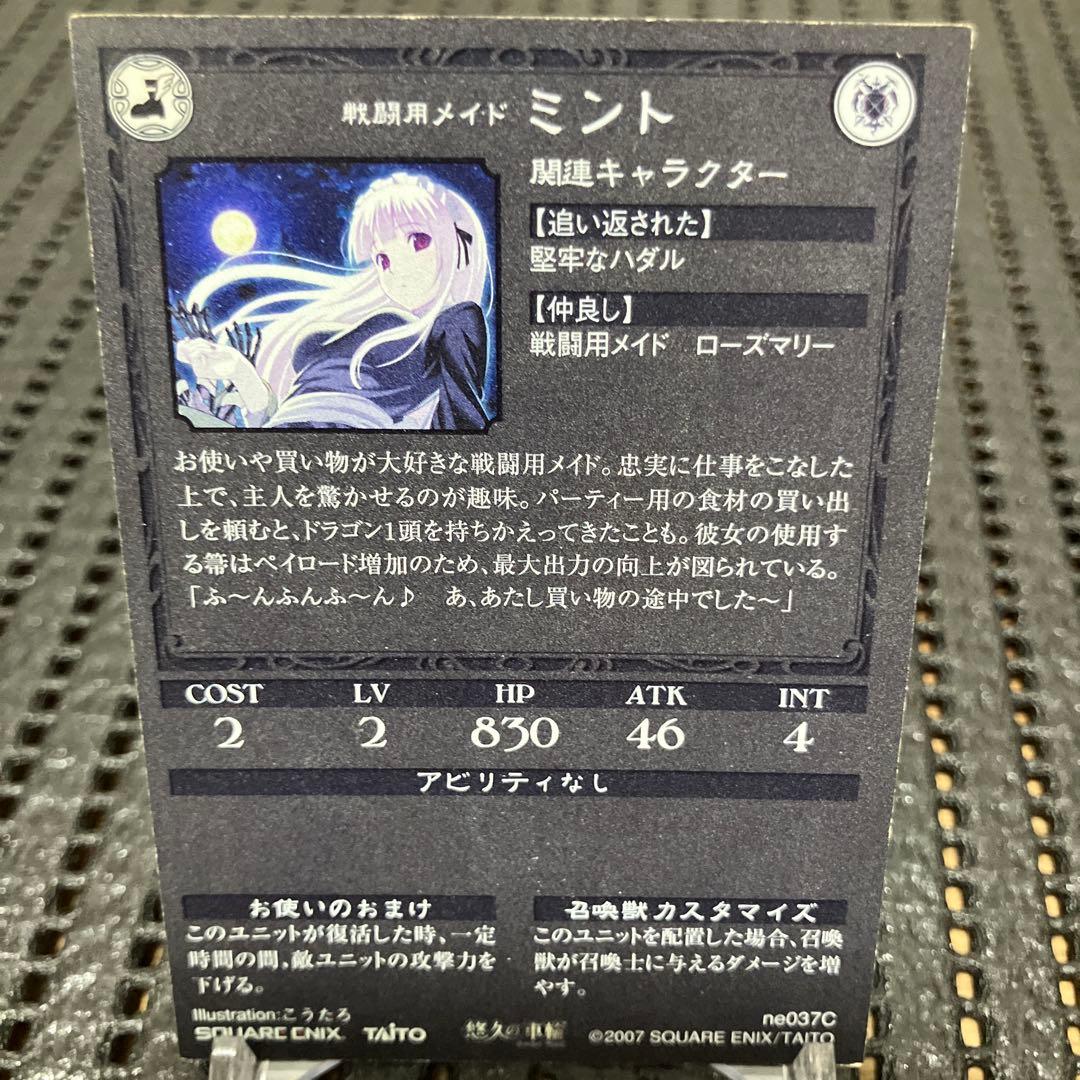 戦闘用メイド ミント
関連キャラクター
【追い返された】
堅牢なハダル
【仲良し】
戦闘用メイド ローズマリー
お使いや買い物が大好きな戦闘用メイド。忠実に仕事をこなした
上で、主人を驚かせるのが趣味。パーティー用の食材の買い出
しを頼むと、ドラゴン1頭を持ちかえってきたことも。彼女の使用す
る箒はペイロード増加のため、最大出力の向上が図られている。
「ふ〜んふんふ〜ん♪ あ、あたし買い物の途中でした〜」
COST LV HP ATK INT
2 2 830 46 4
アビリティなし
お使いのおまけ
このユニットが復活した時、一定
時間の間、敵ユニットの攻撃力を
下げる。
召喚獣カスタマイズ
このユニットを配置した場合、召喚
獣が召喚士に与えるダメージを増
やす。
Illustration:こうたろ
ne037C
SQUARE ENIX. TAITO 悠久の車輪 ©2007 SQUARE ENIX/TAITO